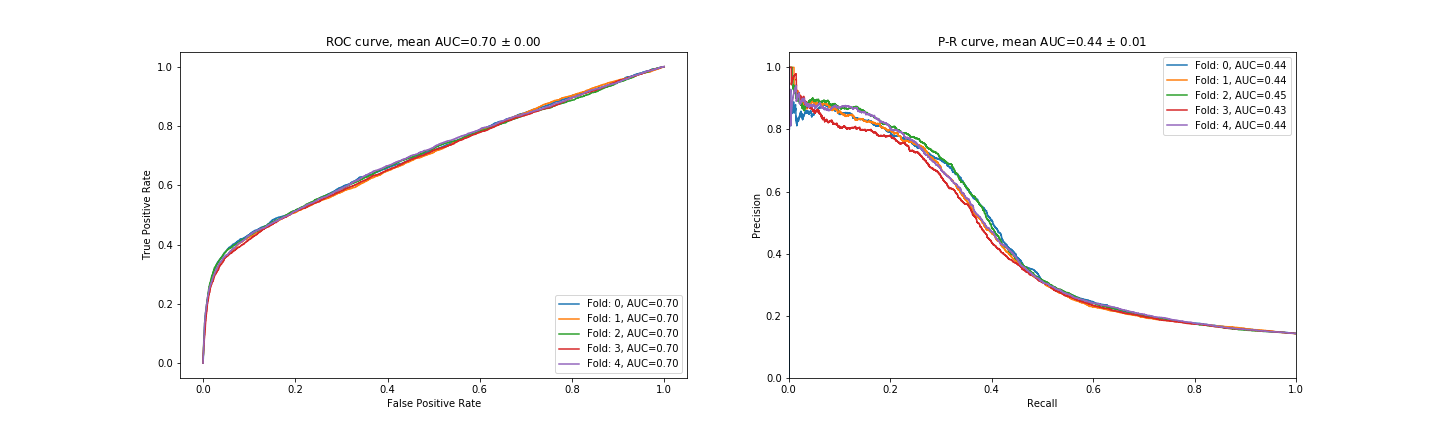 ROC curve, mean AUC=0.70 ± 0.00
True Positive Rate
1.0
0.8
0.6
0.4
0.2
0.0
0.0 0.2 0.4 0.6 0.8 1.0
False Positive Rate
Fold: 0, AUC=0.70
Fold: 1, AUC=0.70
Fold: 2, AUC=0.70
Fold: 3, AUC=0.70
Fold: 4, AUC=0.70
P-R curve, mean AUC=0.44 ± 0.01
Precision
1.0
0.8
0.6
0.4
0.2
0.0
0.0 0.2 0.4 0.6 0.8 1.0
Recall
Fold: 0, AUC=0.44
Fold: 1, AUC=0.44
Fold: 2, AUC=0.45
Fold: 3, AUC=0.43
Fold: 4, AUC=0.44